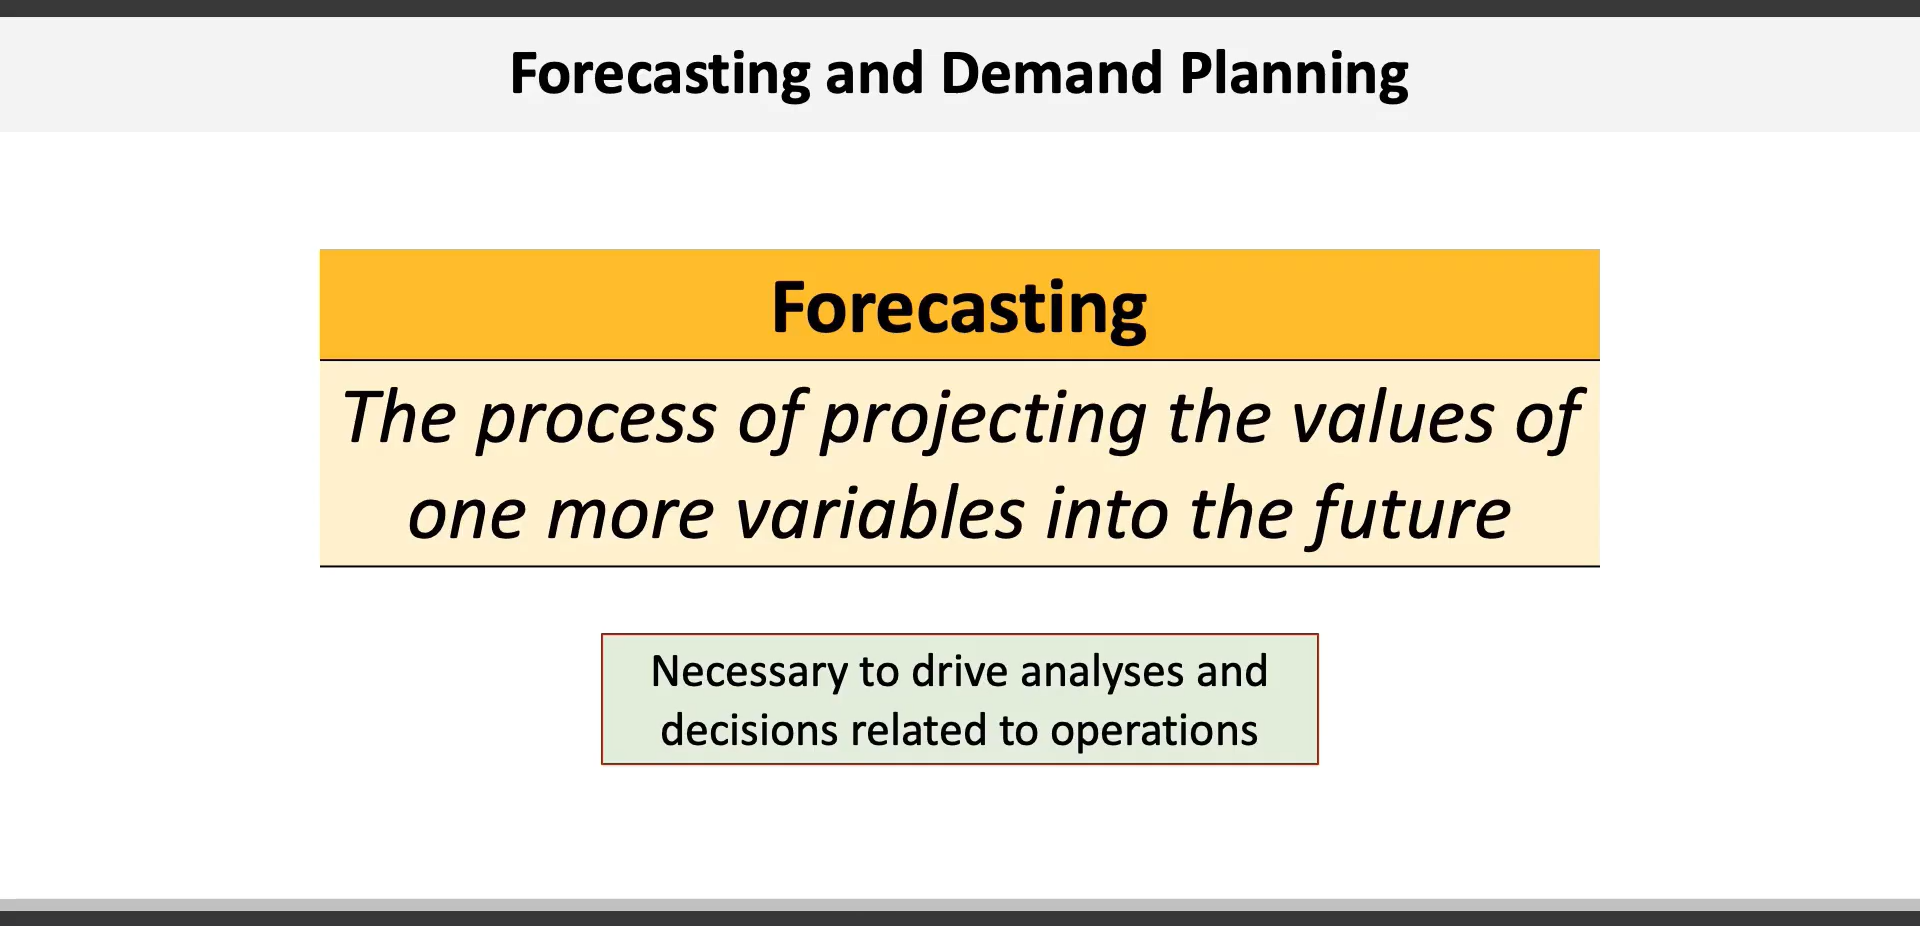 Forecasting and Demand Planning
Forecasting
The process of projecting the values of
one more variables into the future
Necessary to drive analyses and
decisions related to operations